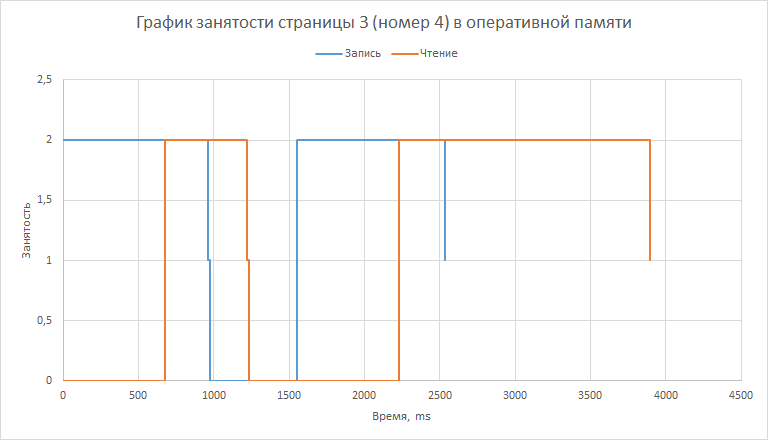 График занятости страницы 3 (номер 4) в оперативной памяти
Запись Чтение
2,5
2
1,5
1
0,5
0
Занятость
0 500 1000 1500 2000 2500 3000 3500 4000 4500
Время, ms